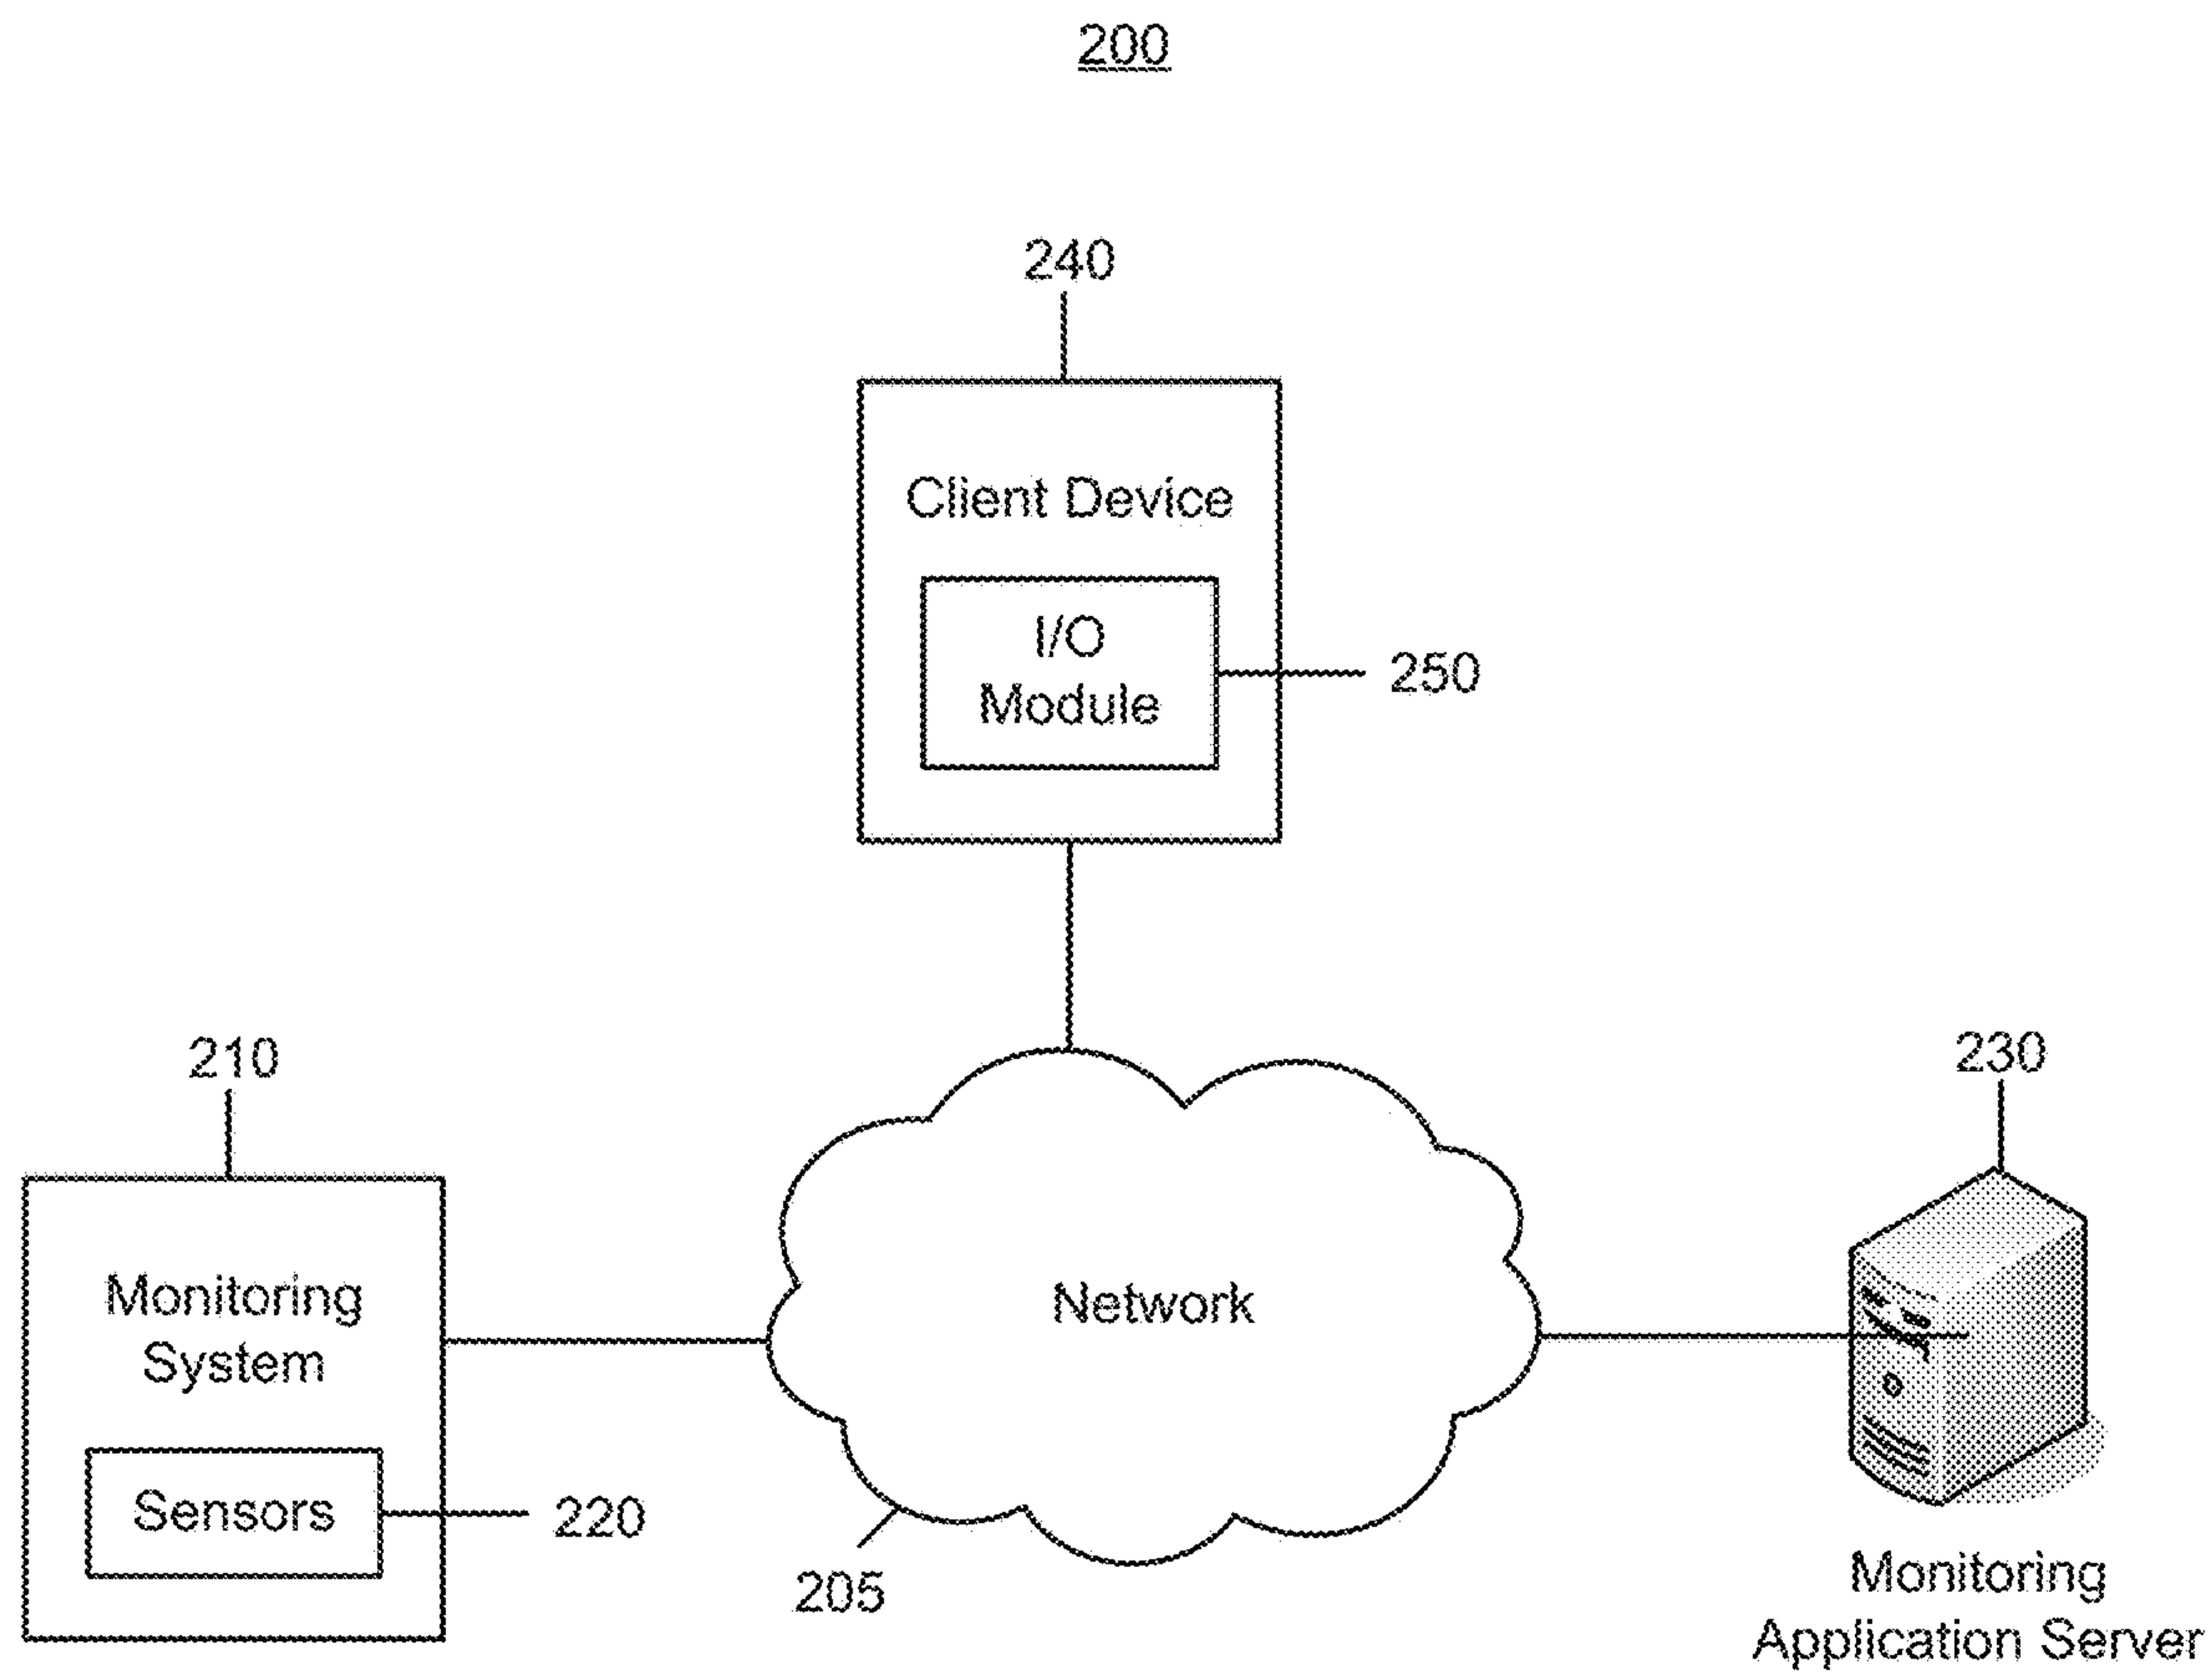 200
240
Client Device
I/O
Module
250
210
230
Monitoring
System
Network
Sensors
220
205
Monitoring
Application Server